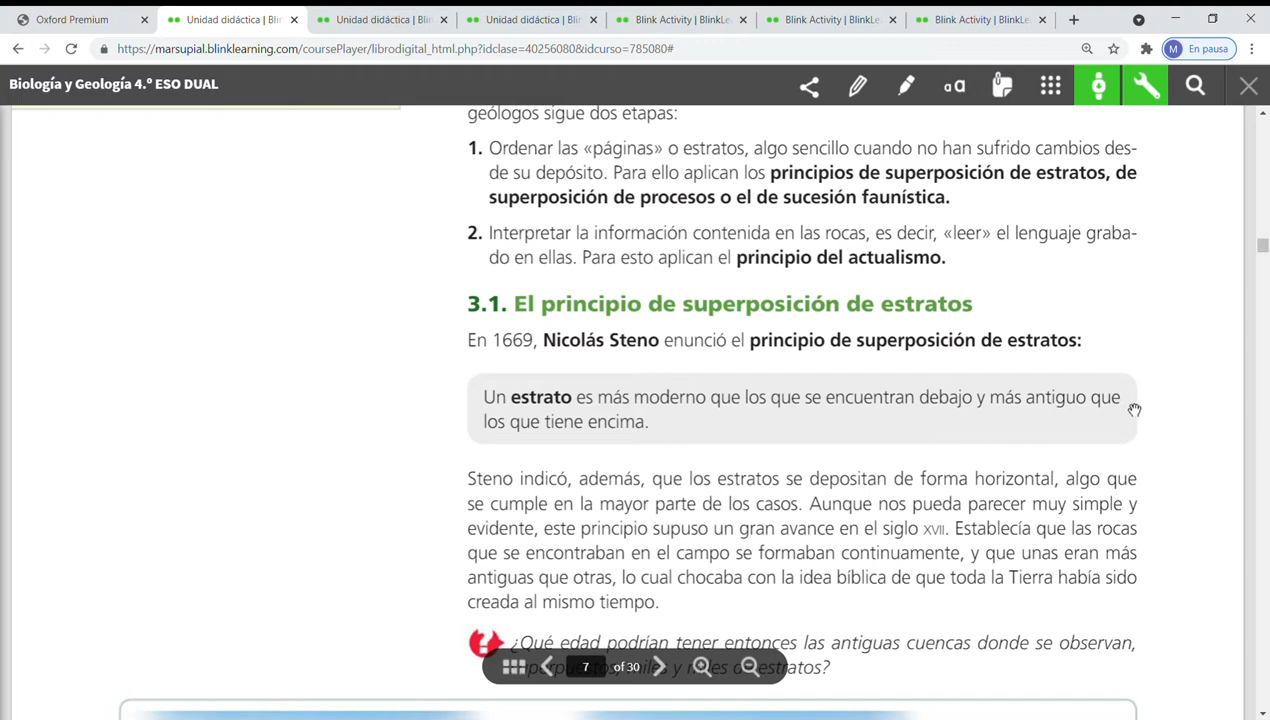 Oxford Premium
Unidad didáctica | Blin
Unidad didáctica | Bl
Unidad didáctica | Bl
Blink Activity | BlinkLe
Blink Activity | BlinkLe
Blink Activity | BlinkLe
https://marsupial.blinklearning.com/coursePlayer/librodigital_html.php?idclase=40256080&idcurso=785080#
M En pausa
Biología y Geología 4.º ESO DUAL
aa
geólogos sigue dos etapas:
1. Ordenar las «páginas» o estratos, algo sencillo cuando no han sufrido cambios des-
de su depósito. Para ello aplican los principios de superposición de estratos, de
superposición de procesos o el de sucesión faunística.
2. Interpretar la información contenida en las rocas, es decir, «leer» el lenguaje graba-
do en ellas. Para esto aplican el principio del actualismo.
3.1. El principio de superposición de estratos
En 1669, Nicolás Steno enunció el principio de superposición de estratos:
Un estrato es más moderno que los que se encuentran debajo y más antiguo que
los que tiene encima.
Steno indicó, además, que los estratos se depositan de forma horizontal, algo que
se cumple en la mayor parte de los casos. Aunque nos pueda parecer muy simple y
evidente, este principio supuso un gran avance en el siglo XVII. Establecía que las rocas
que se encontraban en el campo se formaban continuamente, y que unas eran más
antiguas que otras, lo cual chocaba con la idea bíblica de que toda la Tierra había sido
creada al mismo tiempo.
¿Qué edad podrían tener entonces las antiguas cuencas donde se observan,
estratos?
7 of 30